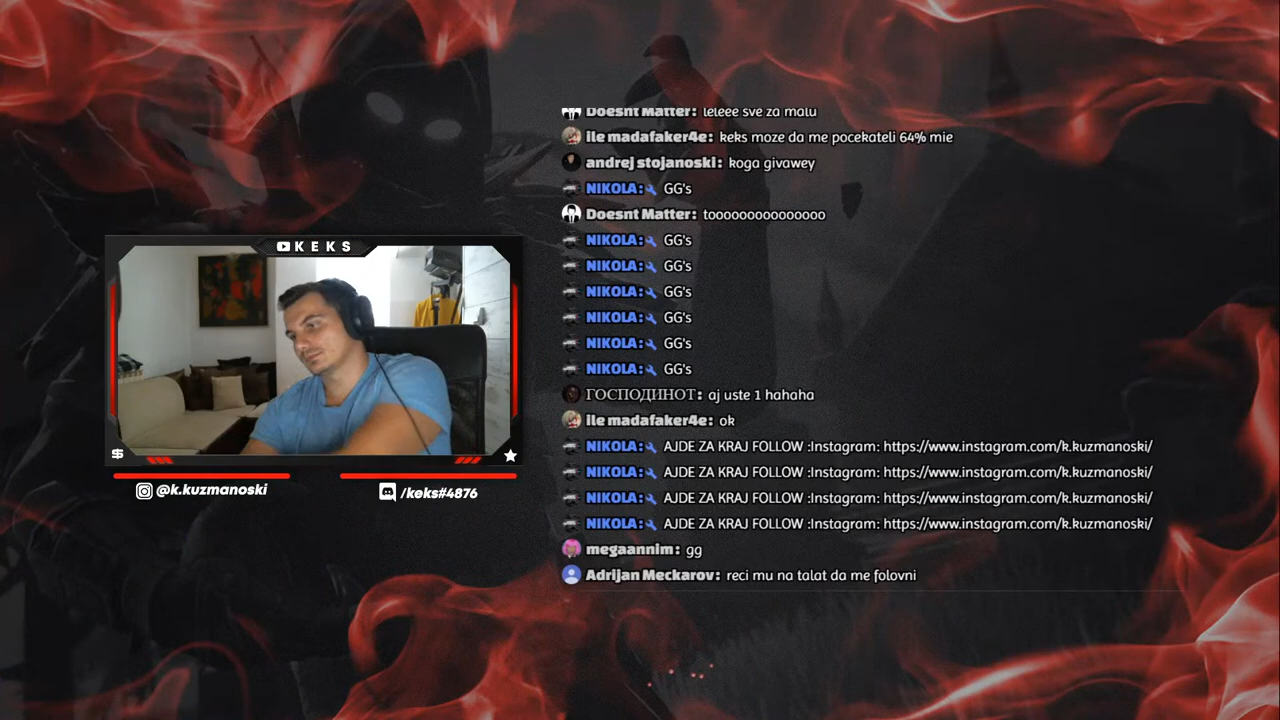 KEKS
$
@k.kuzmanoski
/keks#4876
Doesnt Matter: leleee sve za malu
ile madafaker4e: keks moze da me pocekateli 64% mie
andrej stojanoski: koga givawey
NIKOLA: GG's
Doesnt Matter: tooooooooooooooo
NIKOLA: GG's
NIKOLA: GG's
NIKOLA: GG's
NIKOLA: GG's
NIKOLA: GG's
NIKOLA: GG's
ГОСПОДИНОТ: aj uste 1 hahaha
ile madafaker4e: ok
NIKOLA: AJDE ZA KRAJ FOLLOW :Instagram: https://www.instagram.com/k.kuzmanoski/
NIKOLA: AJDE ZA KRAJ FOLLOW :Instagram: https://www.instagram.com/k.kuzmanoski/
NIKOLA: AJDE ZA KRAJ FOLLOW :Instagram: https://www.instagram.com/k.kuzmanoski/
NIKOLA: AJDE ZA KRAJ FOLLOW :Instagram: https://www.instagram.com/k.kuzmanoski/
megaannim: gg
Adrijan Meckarov: reci mu na talat da me folovni